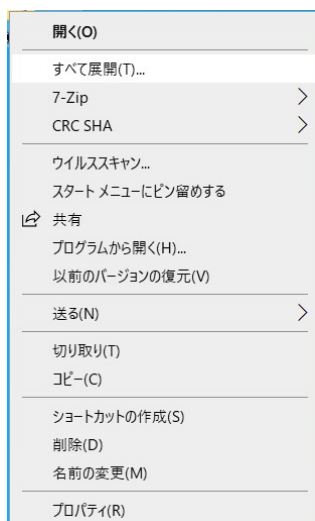 開く(O)
すべて展開(T)...
7-Zip
CRC SHA
ウイルススキャン...
スタート メニューにピン留めする
共有
プログラムから開く(H)...
以前のバージョンの復元(V)
送る(N)
切り取り(T)
コピー(C)
ショートカットの作成(S)
削除(D)
名前の変更(M)
プロパティ(R)